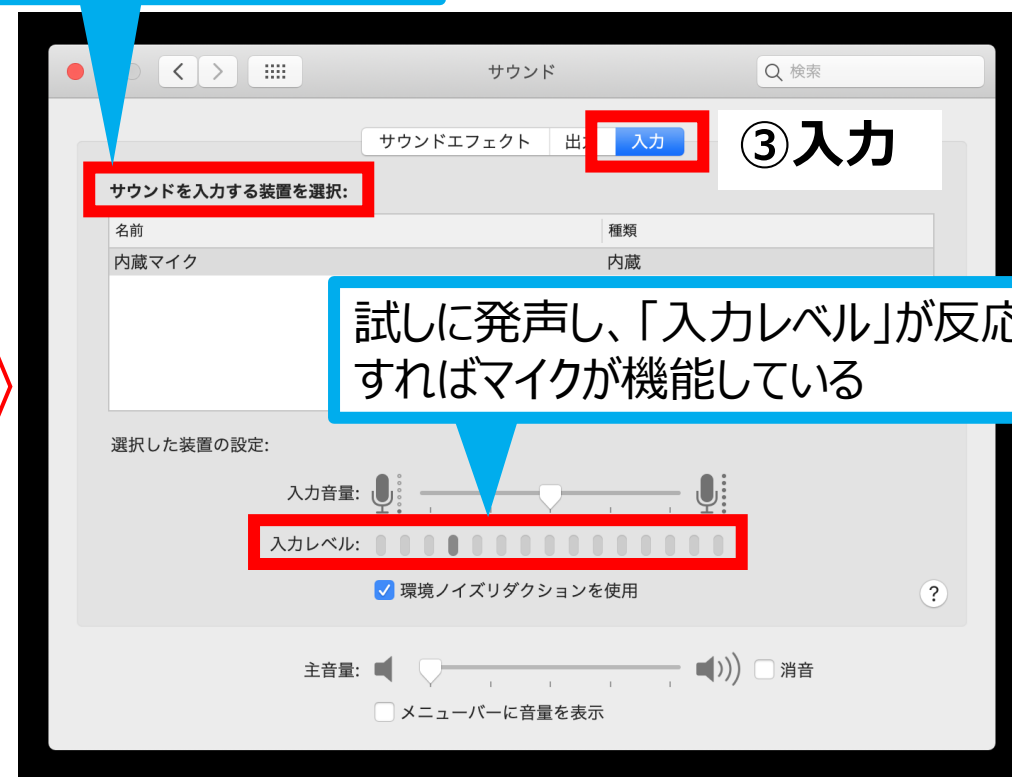 サウンド
検索
サウンドエフェクト 出 入力
③入力
サウンドを入力する装置を選択:
名前 種類
内蔵マイク 内蔵
試しに発声し、「入力レベル」が反応
すればマイクが機能している
選択した装置の設定:
入力音量:
入力レベル:
環境ノイズリダクションを使用
?
主音量: 消音
メニューバーに音量を表示